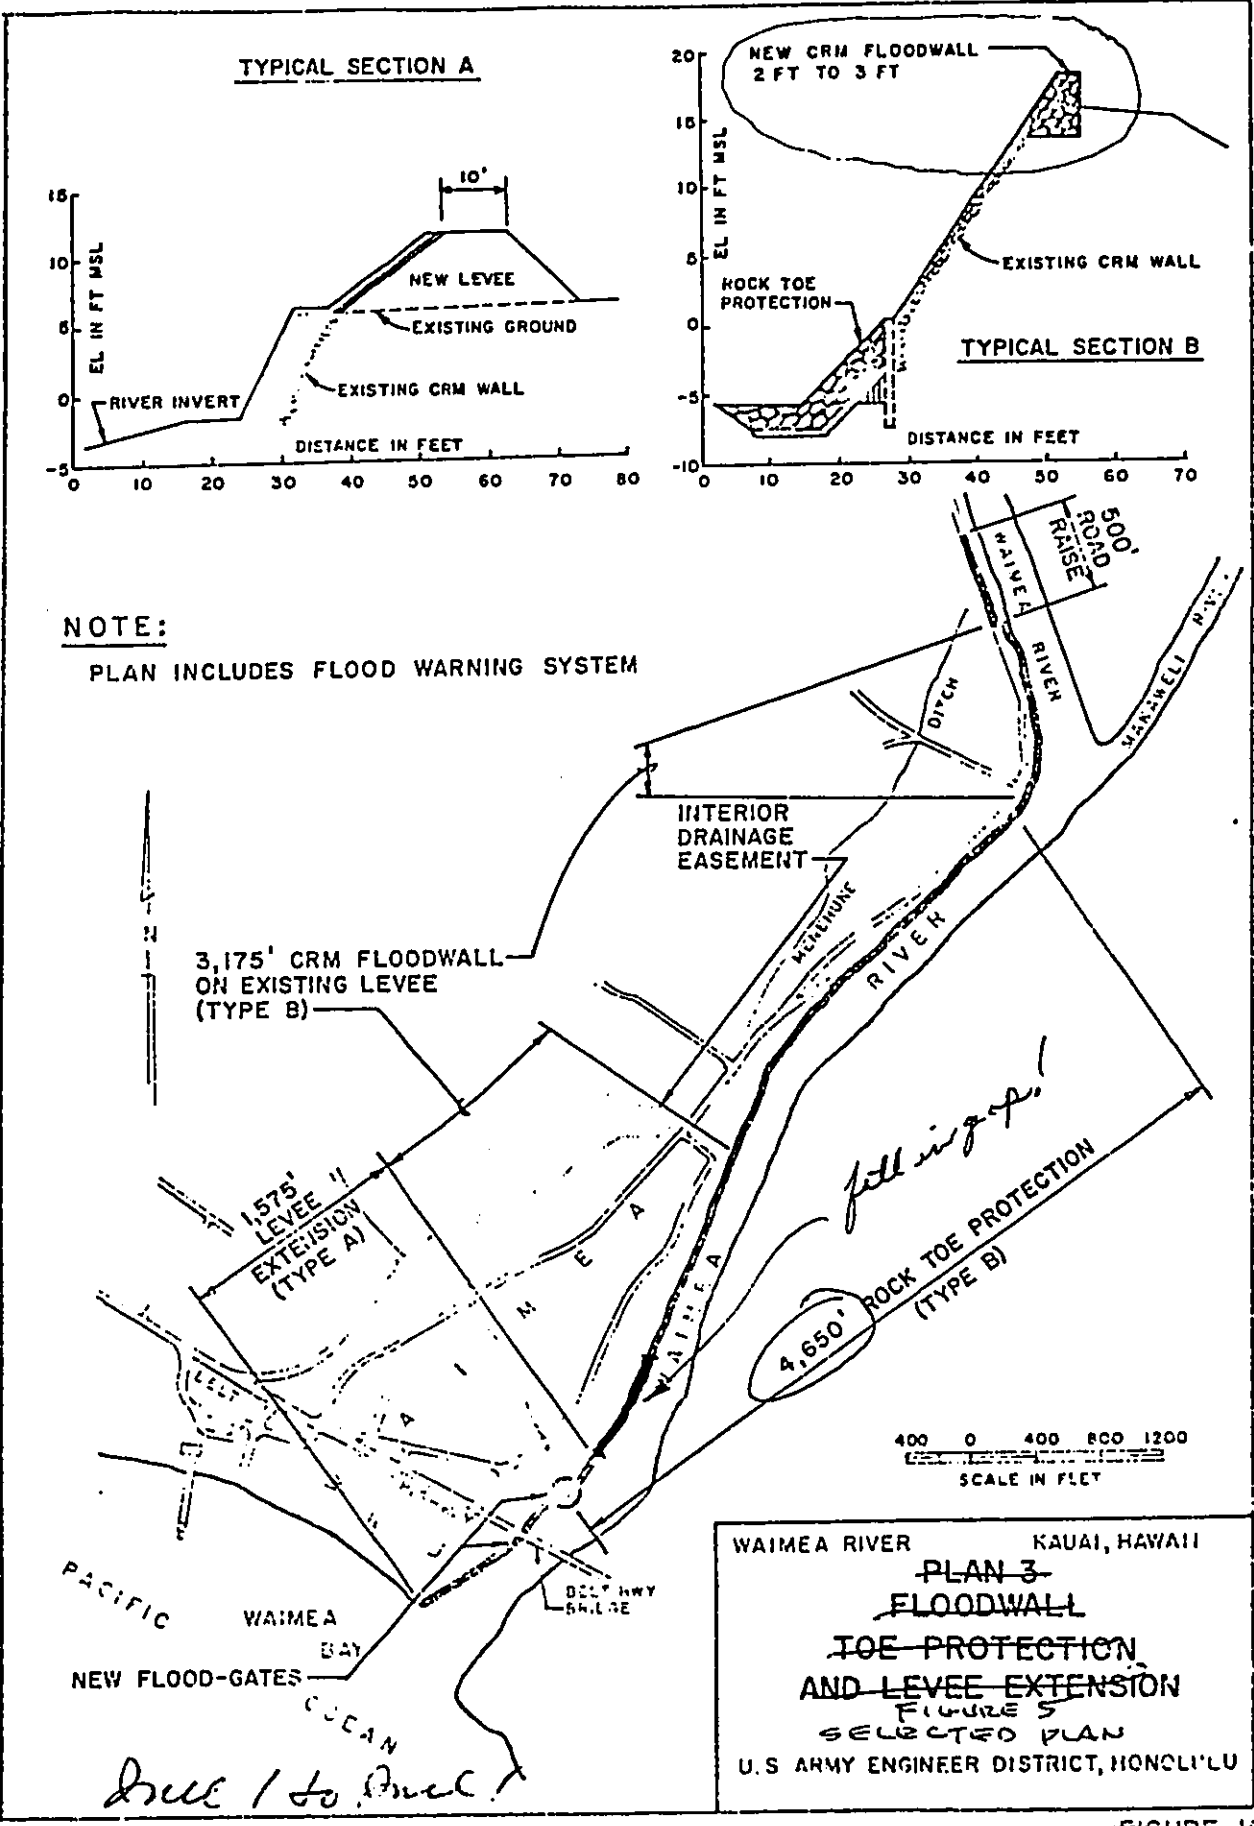 TYPICAL SECTION A
10'
15
10
5
0
-5
EL IN FT MSL
NEW LEVEE
EXISTING GROUND
EXISTING CRM WALL
RIVER INVERT
DISTANCE IN FEET
0 10 20 30 40 50 60 70 80
NEW CRM FLOODWALL
2 FT TO 3 FT
20
15
10
5
0
-5
-10
EL IN FT MSL
EXISTING CRM WALL
ROCK TOE
PROTECTION
TYPICAL SECTION B
DISTANCE IN FEET
0 10 20 30 40 50 60 70
500'
ROAD
RAISE
WAIMEA
RIVER
MAKAWELI
NOTE:
PLAN INCLUDES FLOOD WARNING SYSTEM
DITCH
INTERIOR
DRAINAGE
EASEMENT
MENEHUNE
RIVER
N
3,175' CRM FLOODWALL
ON EXISTING LEVEE
(TYPE B)
fill in gap!
1,575'
LEVEE
EXTENSION
(TYPE A)
WAIMEA
4,650' ROCK TOE PROTECTION
(TYPE B)
BELT
400 0 400 800 1200
SCALE IN FEET
PACIFIC
WAIMEA
BAY
OCEAN
BELT HWY
BRIDGE
NEW FLOOD-GATES
WAIMEA RIVER KAUAI, HAWAII
PLAN 3
FLOODWALL
TOE PROTECTION
AND LEVEE EXTENSION
FIGURE 5
SELECTED PLAN
U.S ARMY ENGINEER DISTRICT, HONOLULU
FIGURE